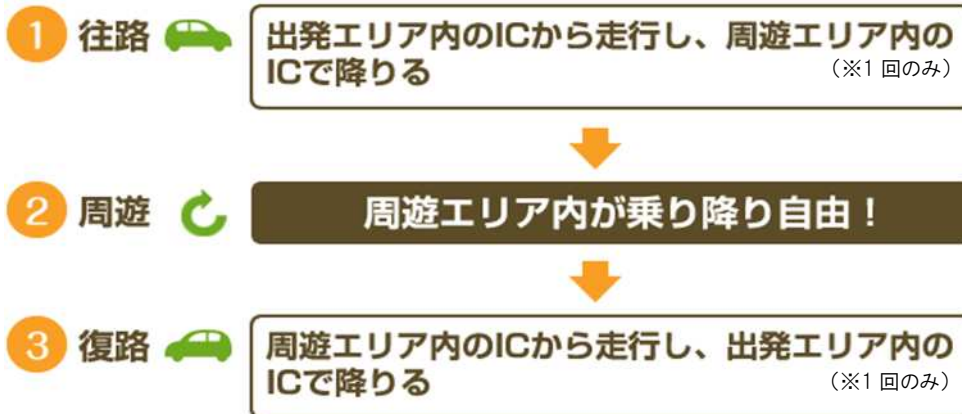 1 往路
出発エリア内のICから走行し、周遊エリア内の
ICで降りる
（※1 回のみ）
2 周遊
周遊エリア内が乗り降り自由！
3 復路
周遊エリア内のICから走行し、出発エリア内の
ICで降りる
（※1 回のみ）